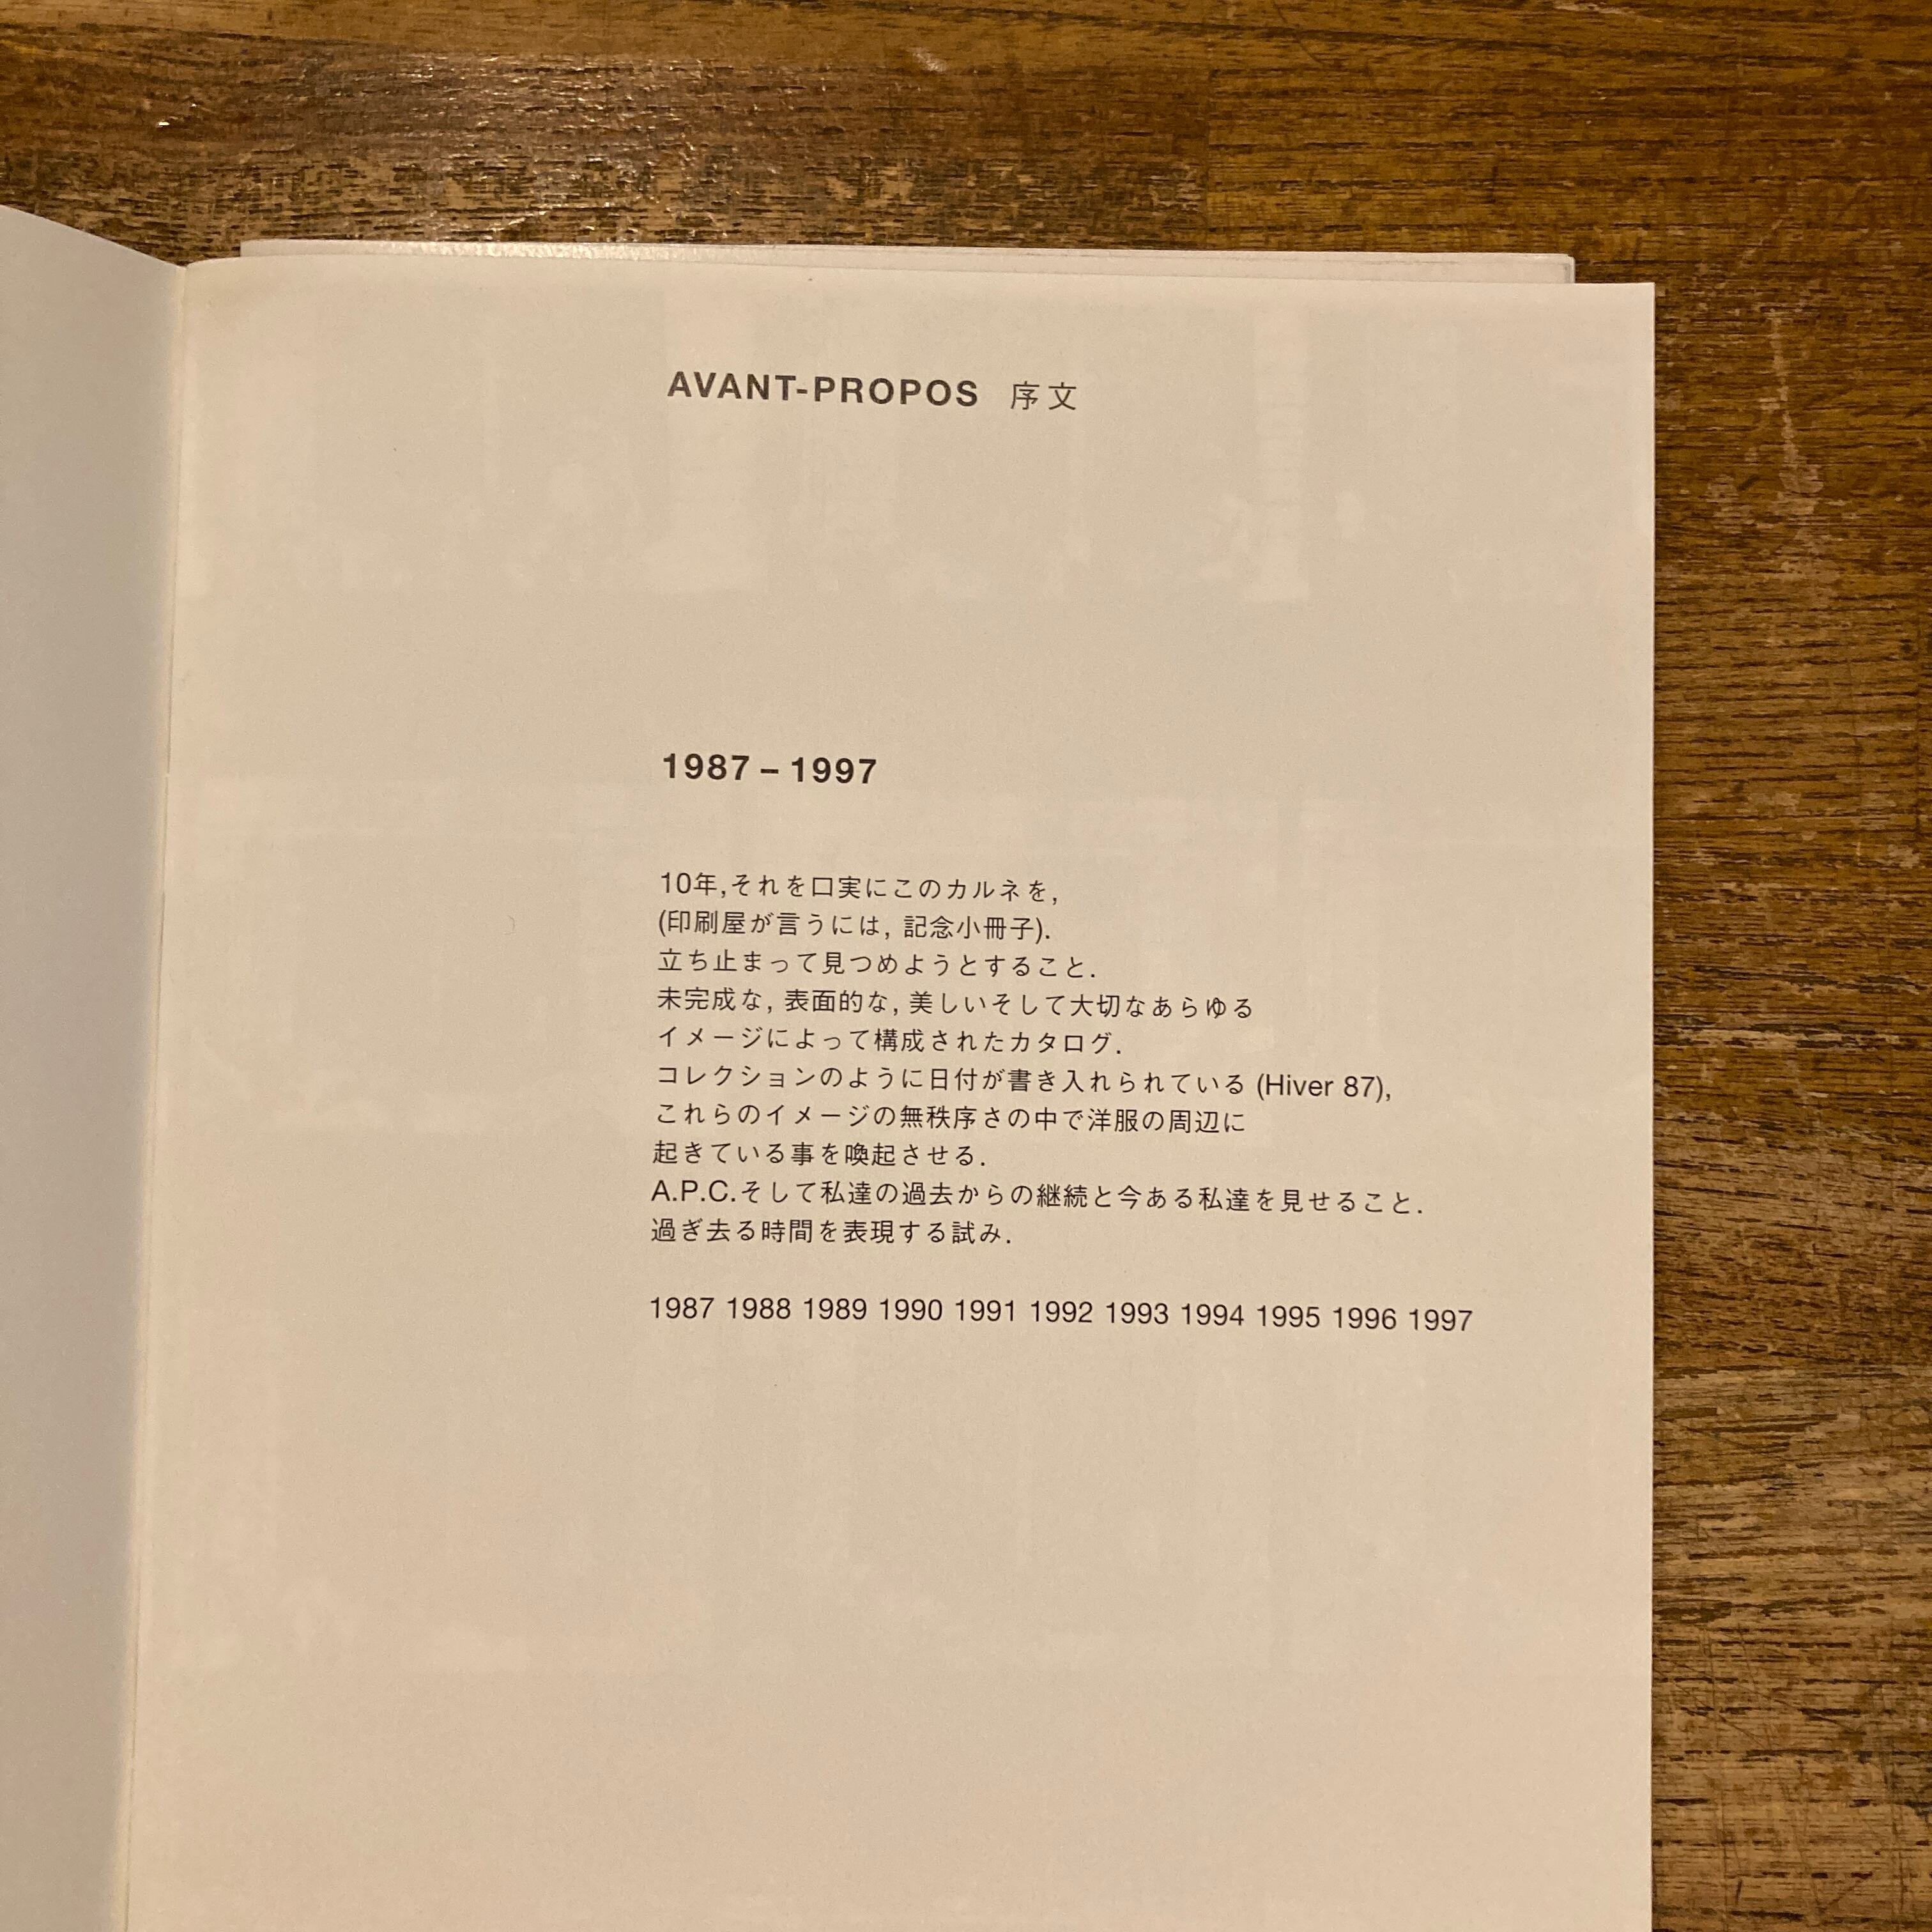 AVANT-PROPOS 序文
1987 – 1997
10年,それを口実にこのカルネを,
(印刷屋が言うには, 記念小冊子).
立ち止まって見つめようとすること.
未完成な, 表面的な, 美しいそして大切なあらゆる
イメージによって構成されたカタログ.
コレクションのように日付が書き入れられている (Hiver 87),
これらのイメージの無秩序さの中で洋服の周辺に
起きている事を喚起させる.
A.P.C.そして私達の過去からの継続と今ある私達を見せること.
過ぎ去る時間を表現する試み.
1987 1988 1989 1990 1991 1992 1993 1994 1995 1996 1997